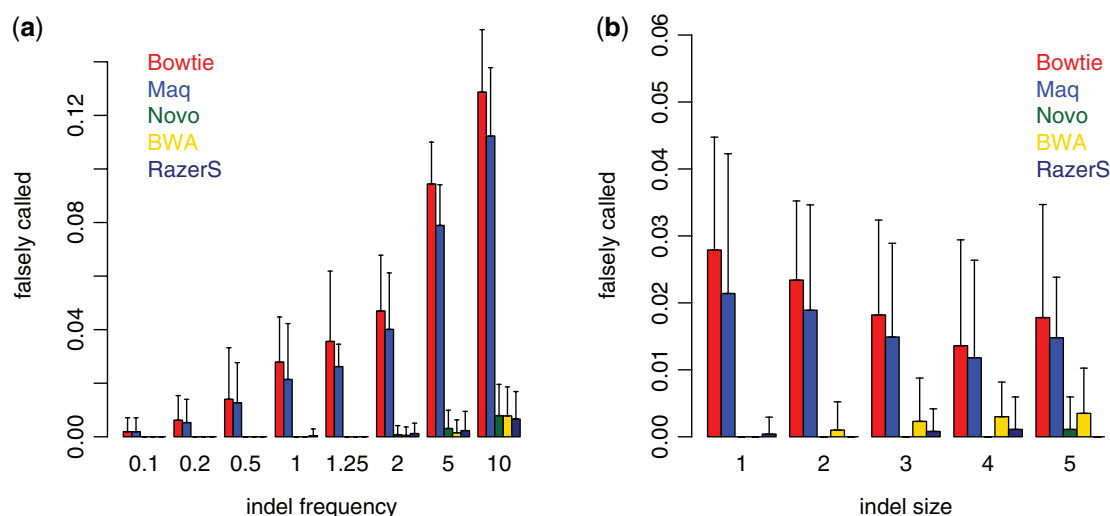 (a)
falsely called
0.00 0.04 0.08 0.12
Bowtie
Maq
Novo
BWA
RazerS
0.1 0.2 0.5 1 1.25 2 5 10
indel frequency
(b)
falsely called
0.00 0.01 0.02 0.03 0.04 0.05 0.06
Bowtie
Maq
Novo
BWA
RazerS
1 2 3 4 5
indel size